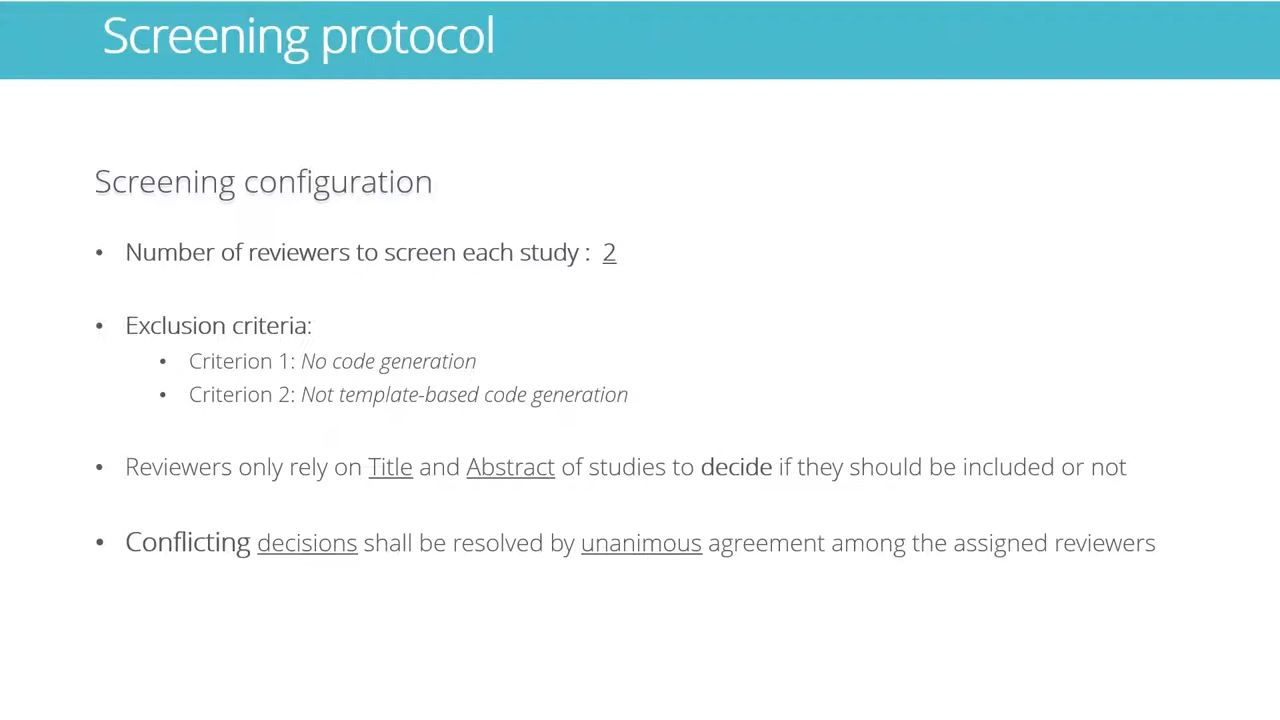 Screening protocol
Screening configuration
• Number of reviewers to screen each study : 2
• Exclusion criteria:
• Criterion 1: No code generation
• Criterion 2: Not template-based code generation
• Reviewers only rely on Title and Abstract of studies to decide if they should be included or not
• Conflicting decisions shall be resolved by unanimous agreement among the assigned reviewers